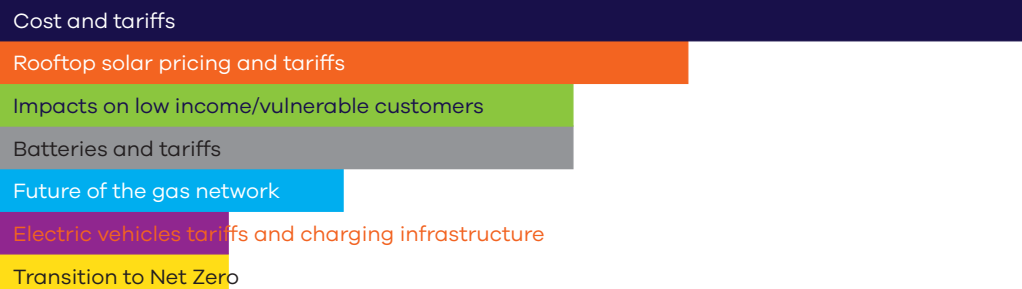 Cost and tariffs
Rooftop solar pricing and tariffs
Impacts on low income/vulnerable customers
Batteries and tariffs
Future of the gas network
Electric vehicles tariffs and charging infrastructure
Transition to Net Zero